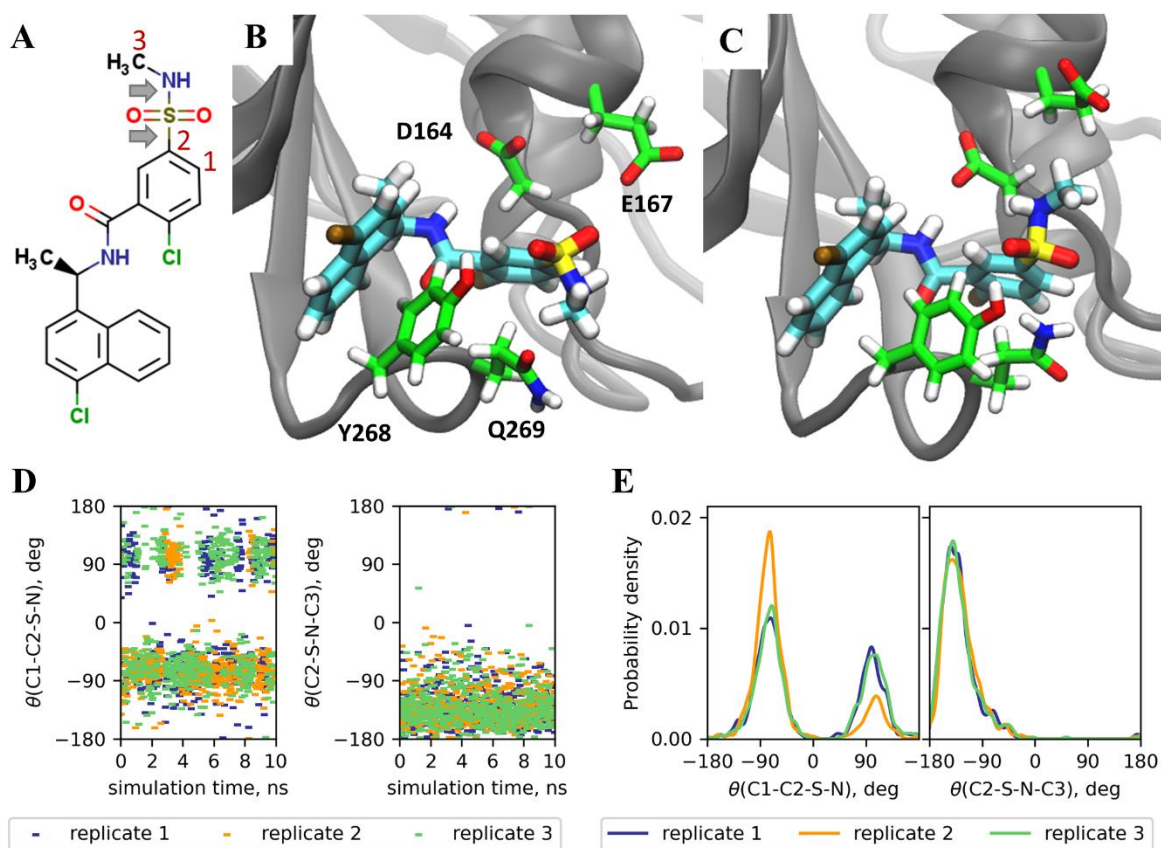 A
3
H₃C
NH
O
S
O
2
1
O
NH
Cl
CH₃
Cl
B
D164
E167
Y268
Q269
C
D
180
90
0
−90
−180
θ(C1-C2-S-N), deg
0 2 4 6 8 10
simulation time, ns
180
90
0
−90
−180
θ(C2-S-N-C3), deg
0 2 4 6 8 10
simulation time, ns
replicate 1 replicate 2 replicate 3
E
0.02
0.01
0.00
Probability density
−180 −90 0 90
θ(C1-C2-S-N), deg
−180 −90 0 90 180
θ(C2-S-N-C3), deg
replicate 1 replicate 2 replicate 3